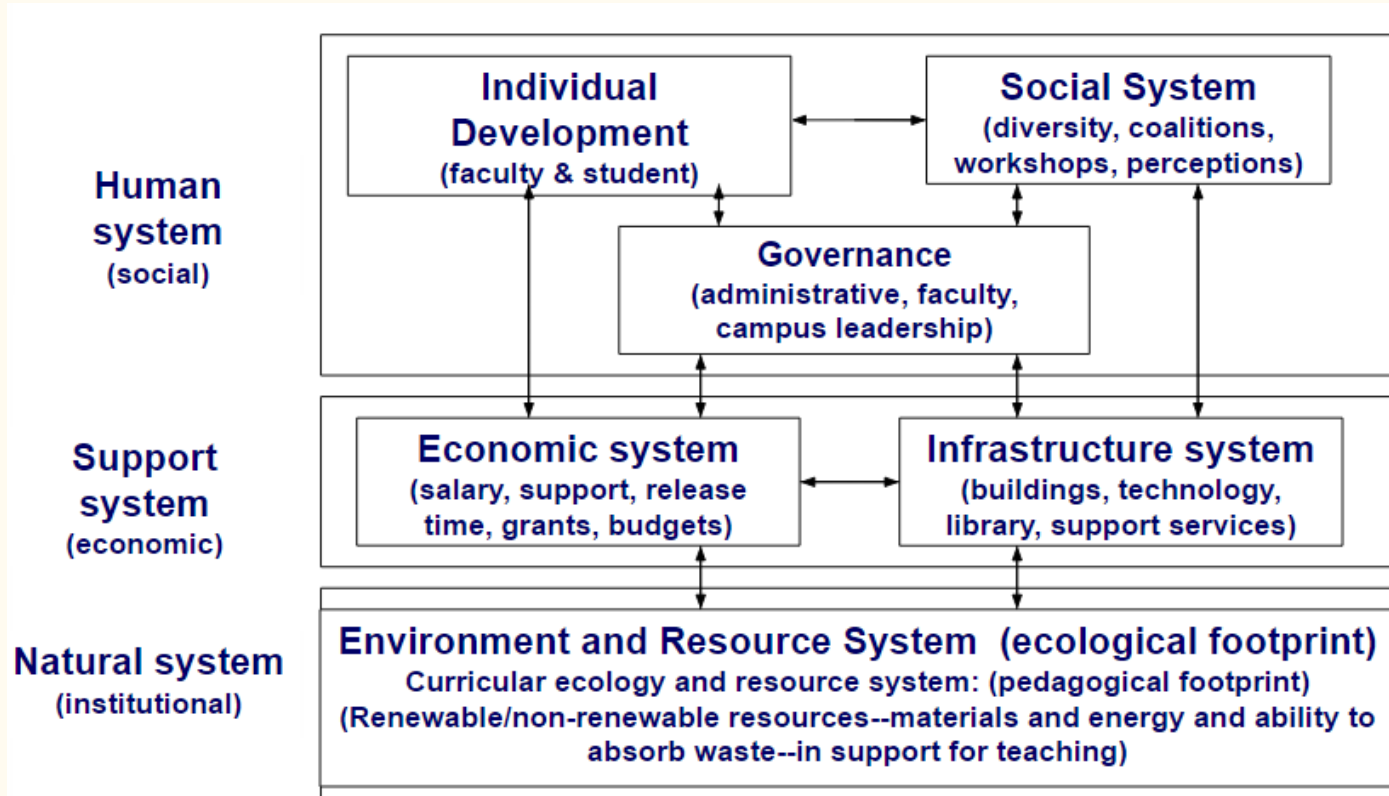 Individual
Development
(faculty & student)
Social System
(diversity, coalitions,
workshops, perceptions)
Human
system
(social)
Governance
(administrative, faculty,
campus leadership)
Support
system
(economic)
Economic system
(salary, support, release
time, grants, budgets)
Infrastructure system
(buildings, technology,
library, support services)
Natural system
(institutional)
Environment and Resource System (ecological footprint)
Curricular ecology and resource system: (pedagogical footprint)
(Renewable/non-renewable resources--materials and energy and ability to
absorb waste--in support for teaching)